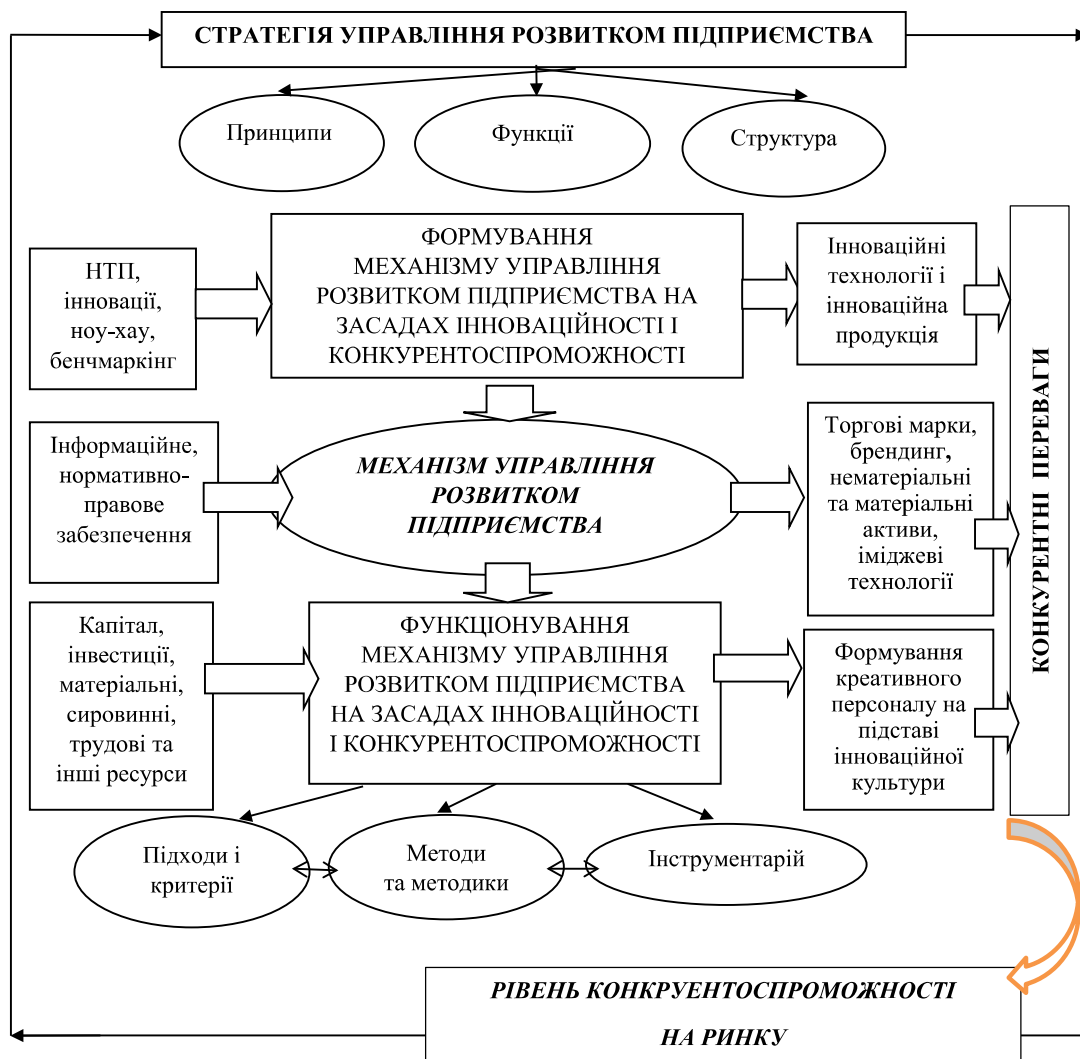 СТРАТЕГІЯ УПРАВЛІННЯ РОЗВИТКОМ ПІДПРИЄМСТВА
Принципи
Функції
Структура
НТП,
інновації,
ноу-хау,
бенчмаркінг
ФОРМУВАННЯ
МЕХАНІЗМУ УПРАВЛІННЯ
РОЗВИТКОМ ПІДПРИЄМСТВА НА
ЗАСАДАХ ІННОВАЦІЙНОСТІ І
КОНКУРЕНТОСПРОМОЖНОСТІ
Інноваційні
технології і
інноваційна
продукція
КОНКУРЕНТНІ ПЕРЕВАГИ
Інформаційне,
нормативно-
правове
забезпечення
МЕХАНІЗМ УПРАВЛІННЯ
РОЗВИТКОМ
ПІДПРИЄМСТВА
Торгові марки,
брендинг,
нематеріальні
та матеріальні
активи,
іміджеві
технології
Капітал,
інвестиції,
матеріальні,
сировинні,
трудові та
інші ресурси
ФУНКЦІОНУВАННЯ
МЕХАНІЗМУ УПРАВЛІННЯ
РОЗВИТКОМ ПІДПРИЄМСТВА
НА ЗАСАДАХ ІННОВАЦІЙНОСТІ
І КОНКУРЕНТОСПРОМОЖНОСТІ
Формування
креативного
персоналу на
підставі
інноваційної
культури
Підходи і
критерії
Методи
та методики
Інструментарій
РІВЕНЬ КОНКРУЕНТОСПРОМОЖНОСТІ
НА РИНКУ